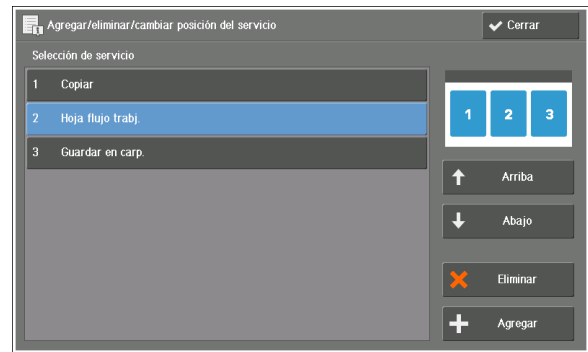 Agregar/eliminar/cambiar posición del servicio
Cerrar
Selección de servicio
1 Copiar
2 Hoja flujo trabj.
3 Guardar en carp.
1 2 3
Arriba
Abajo
Eliminar
Agregar